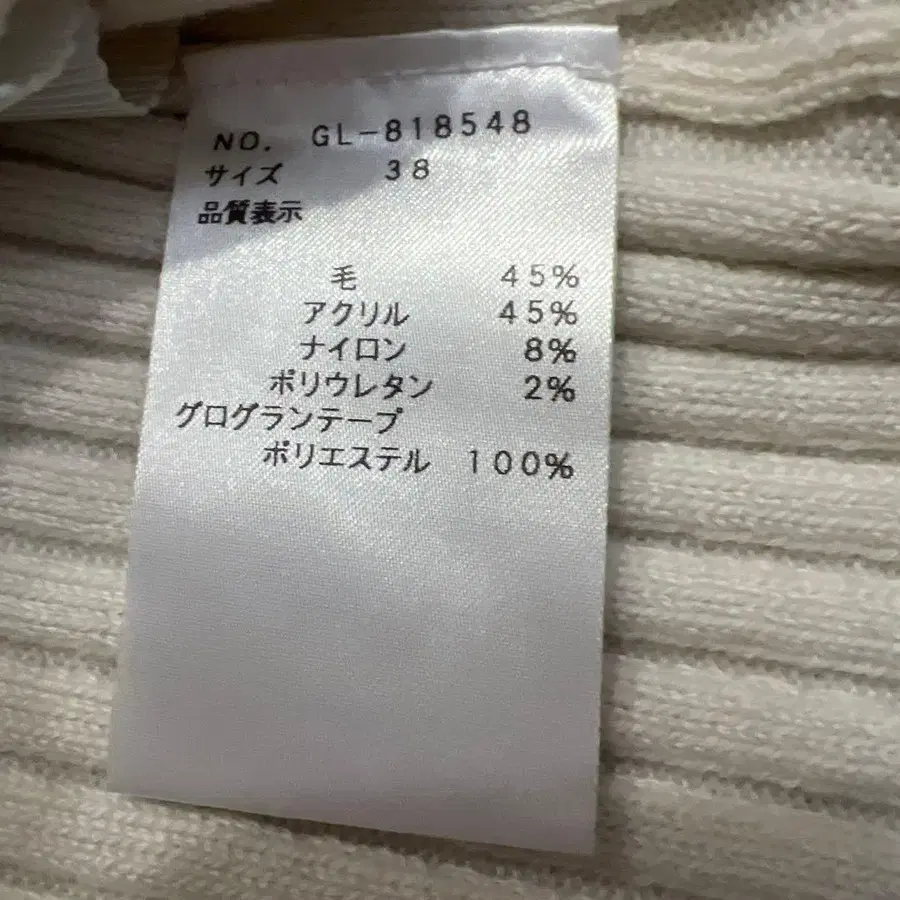 NO. GL-818548
サイズ 38
品質表示
毛 45%
アクリル 45%
ナイロン 8%
ポリウレタン 2%
グログランテープ
ポリエステル 100%